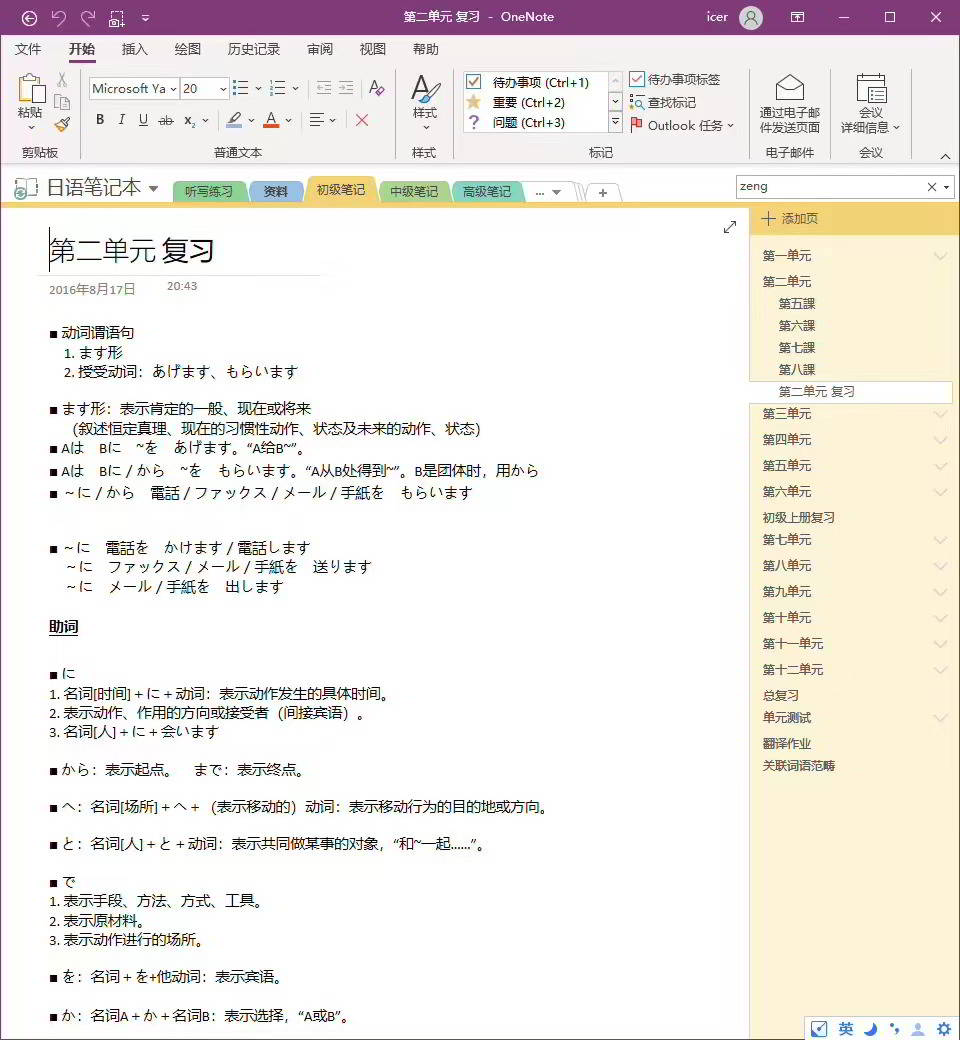 第二单元 复习 - OneNote
icer
文件 开始 插入 绘图 历史记录 审阅 视图 帮助
粘贴
剪贴板
Microsoft Ya 20
B I U ab x₂ A
普通文本
样式
样式
待办事项 (Ctrl+1)
重要 (Ctrl+2)
问题 (Ctrl+3)
待办事项标签
查找标记
Outlook 任务
标记
通过电子邮
件发送页面
电子邮件
会议
详细信息
会议
日语笔记本
听写练习 资料 初级笔记 中级笔记 高级笔记 ... +
zeng
第二单元 复习
2016年8月17日 20:43
■ 动词谓语句
1. ます形
2. 授受动词：あげます、もらいます
■ ます形：表示肯定的一般、现在或将来
（叙述恒定真理、现在的习惯性动作、状态及未来的动作、状态）
■ Aは　Bに　~を　あげます。“A给B~”。
■ Aは　Bに / から　~を　もらいます。“A从B处得到~”。B是团体时，用から
■ ～に / から　電話 / ファックス / メール / 手紙を　もらいます
■ ～に　電話を　かけます / 電話します
～に　ファックス / メール / 手紙を　送ります
～に　メール / 手紙を　出します
助词
■ に
1. 名词[时间] + に + 动词：表示动作发生的具体时间。
2. 表示动作、作用的方向或接受者（间接宾语）。
3. 名词[人] + に + 会います
■ から：表示起点。　まで：表示终点。
■ へ：名词[场所] + へ + （表示移动的）动词：表示移动行为的目的地或方向。
■ と：名词[人] + と + 动词：表示共同做某事的对象，“和~一起……”。
■ で
1. 表示手段、方法、方式、工具。
2. 表示原材料。
3. 表示动作进行的场所。
■ を：名词 + を+他动词：表示宾语。
■ か：名词A + か + 名词B：表示选择，“A或B”。
添加页
第一单元
第二单元
第五課
第六課
第七課
第八課
第二单元 复习
第三单元
第四单元
第五单元
第六单元
初级上册复习
第七单元
第八单元
第九单元
第十单元
第十一单元
第十二单元
总复习
单元测试
翻译作业
关联词语范畴
英